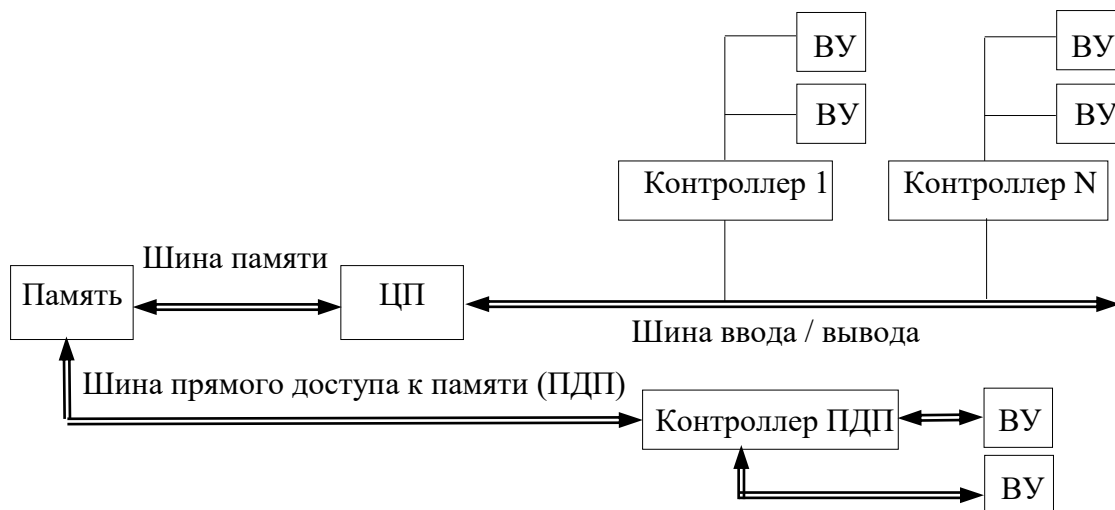 ВУ
ВУ
ВУ
ВУ
Контроллер 1
Контроллер N
Шина памяти
Память
ЦП
Шина ввода / вывода
Шина прямого доступа к памяти (ПДП)
Контроллер ПДП
ВУ
ВУ